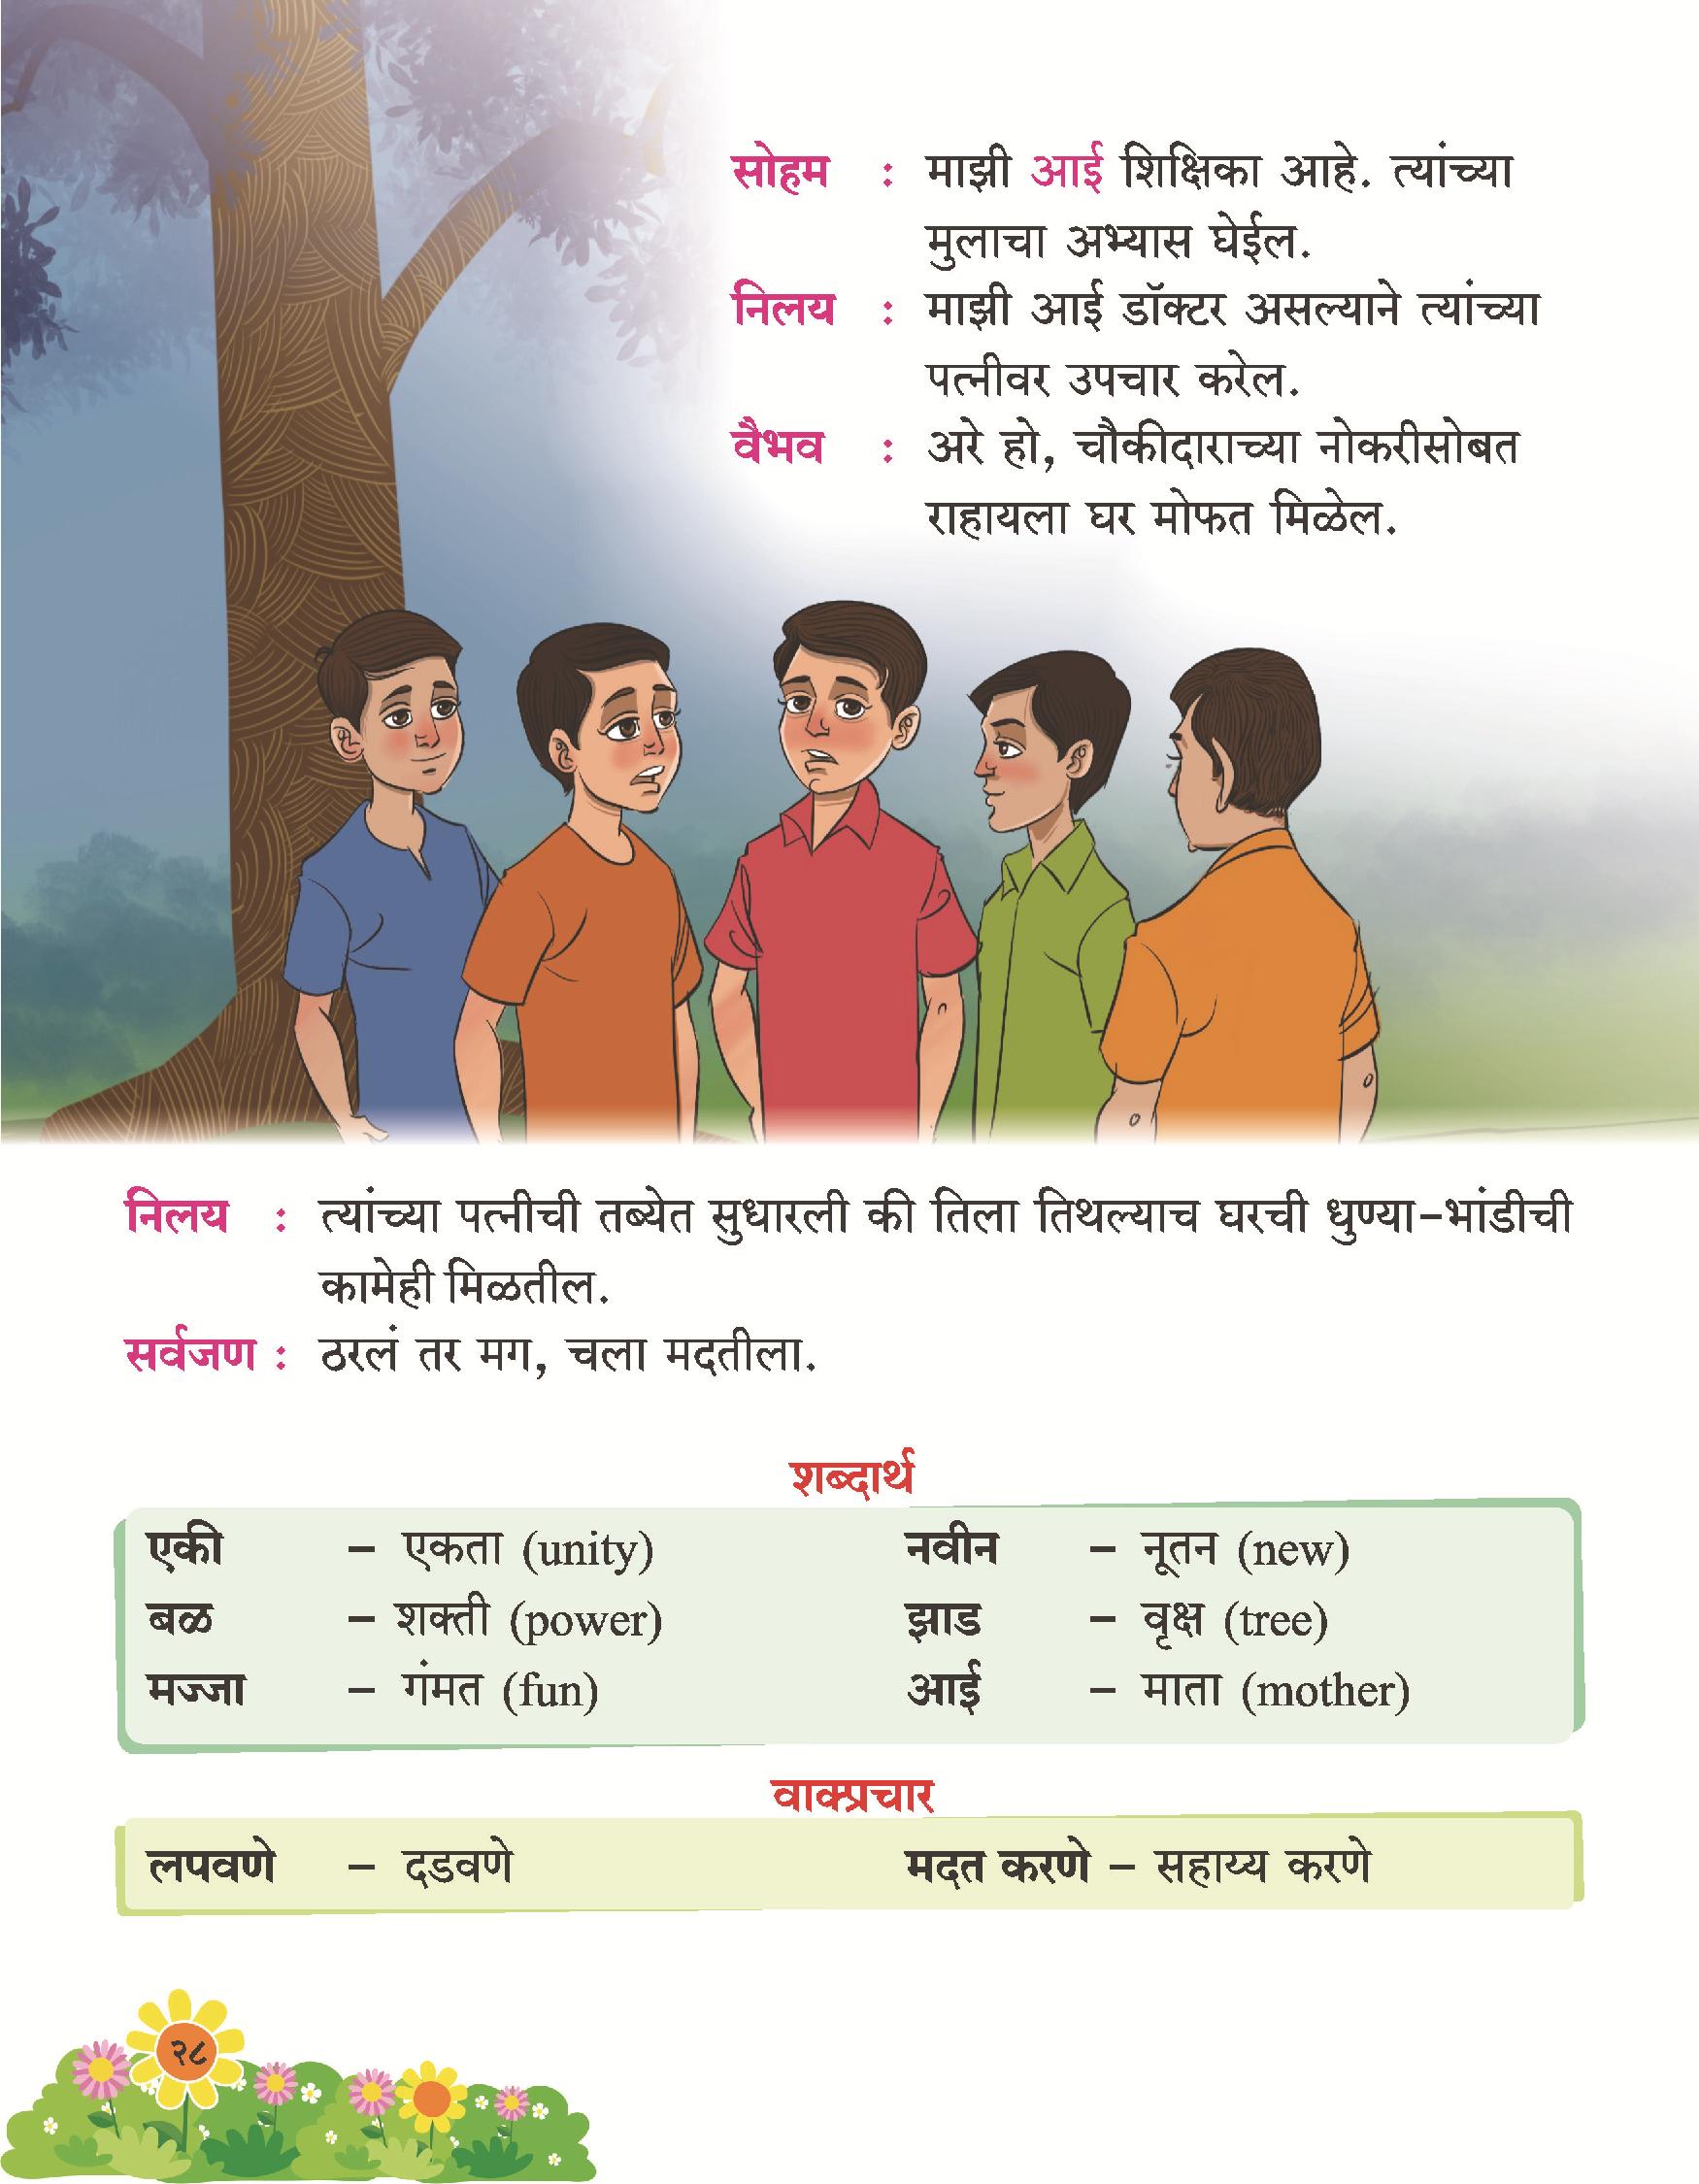 सोहम : माझी आई शिक्षिका आहे. त्यांच्या
मुलाचा अभ्यास घेईल.
निलय : माझी आई डॉक्टर असल्याने त्यांच्या
पत्नीवर उपचार करेल.
वैभव : अरे हो, चौकीदाराच्या नोकरीसोबत
राहायला घर मोफत मिळेल.
निलय : त्यांच्या पत्नीची तब्येत सुधारली की तिला तिथल्याच घरची धुण्या-भांडीची
कामेही मिळतील.
सर्वजण : ठरलं तर मग, चला मदतीला.
शब्दार्थ
एकी – एकता (unity) नवीन – नूतन (new)
बळ – शक्ती (power) झाड – वृक्ष (tree)
मज्जा – गंमत (fun) आई – माता (mother)
वाक्प्रचार
लपवणे – दडवणे मदत करणे – सहाय्य करणे
२८